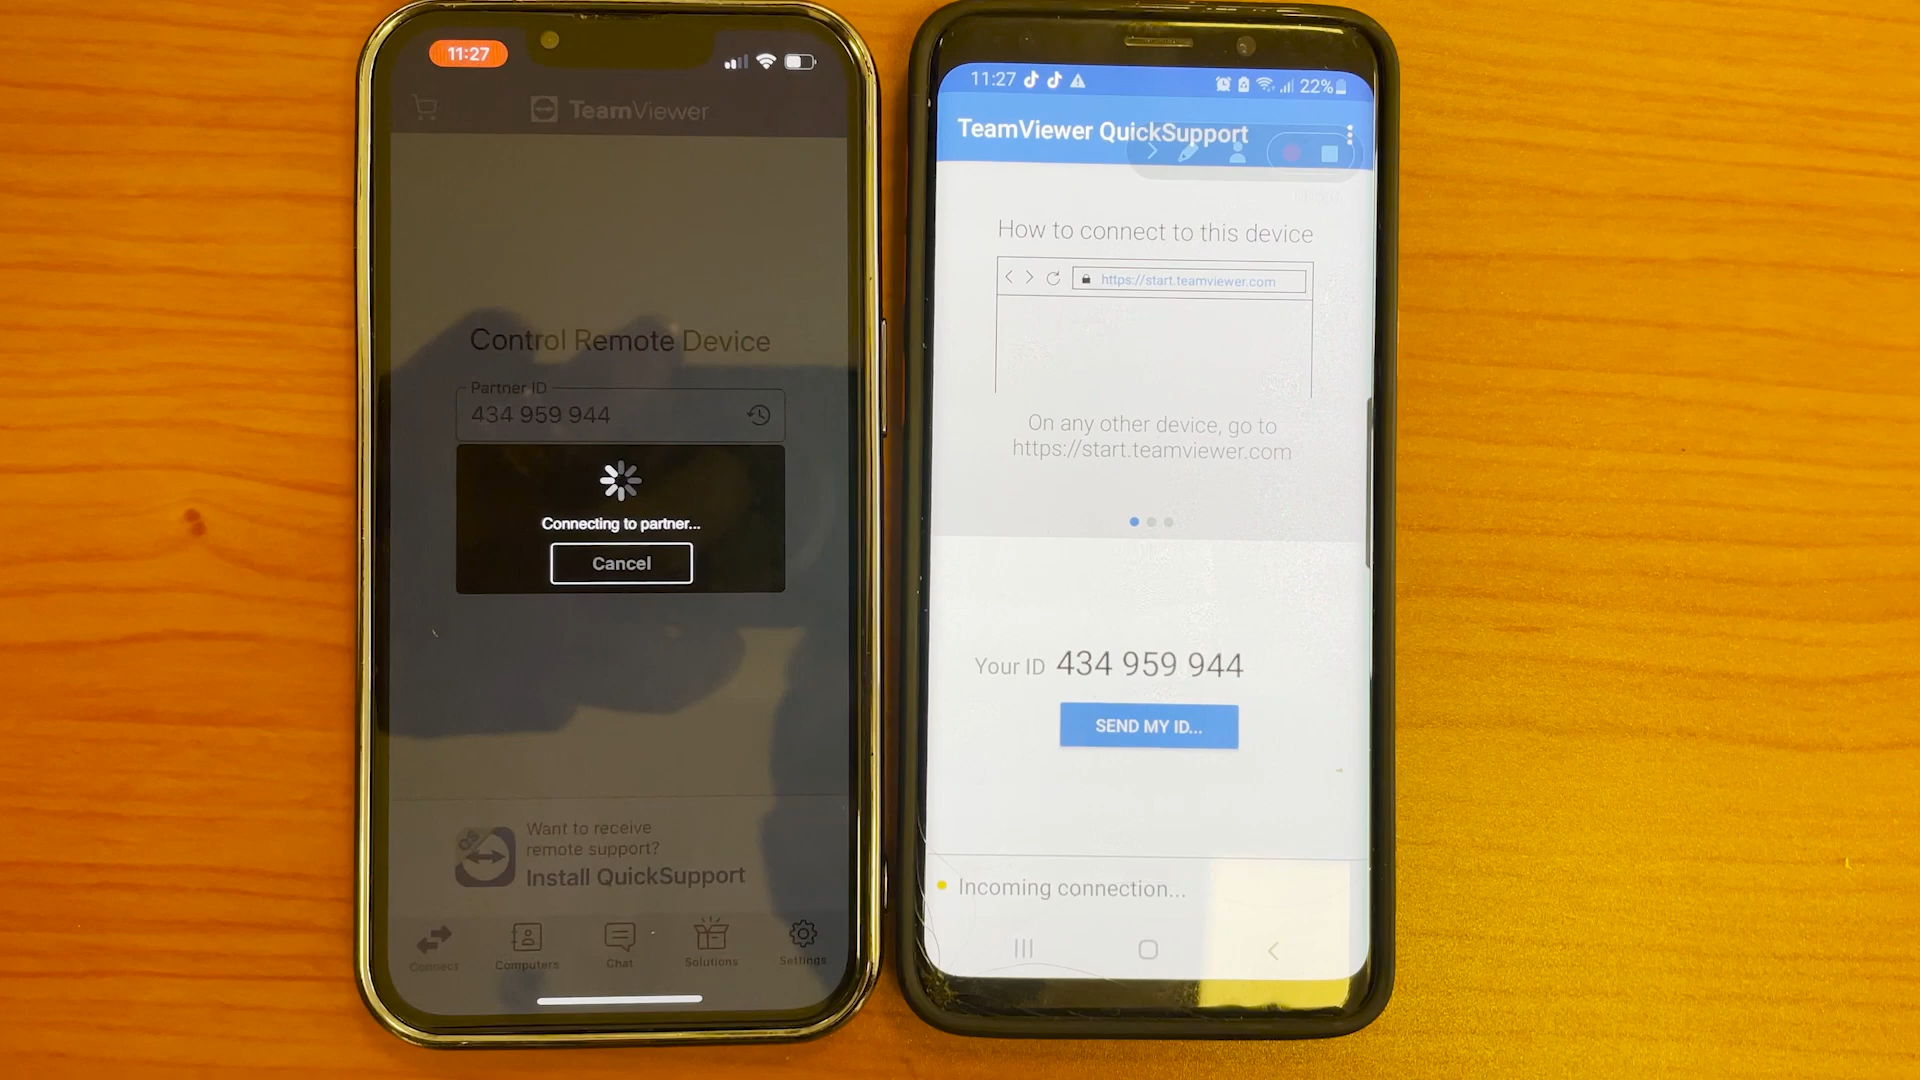 11:27
TeamViewer
Control Remote Device
Partner ID
434 959 944
Connecting to partner...
Cancel
Want to receive
remote support?
Install QuickSupport
QS
Connect
Computers
Chat
Solutions
Settings
11:27
22%
TeamViewer QuickSupport
How to connect to this device
https://start.teamviewer.com
On any other device, go to
https://start.teamviewer.com
Your ID 434 959 944
SEND MY ID...
Incoming connection...